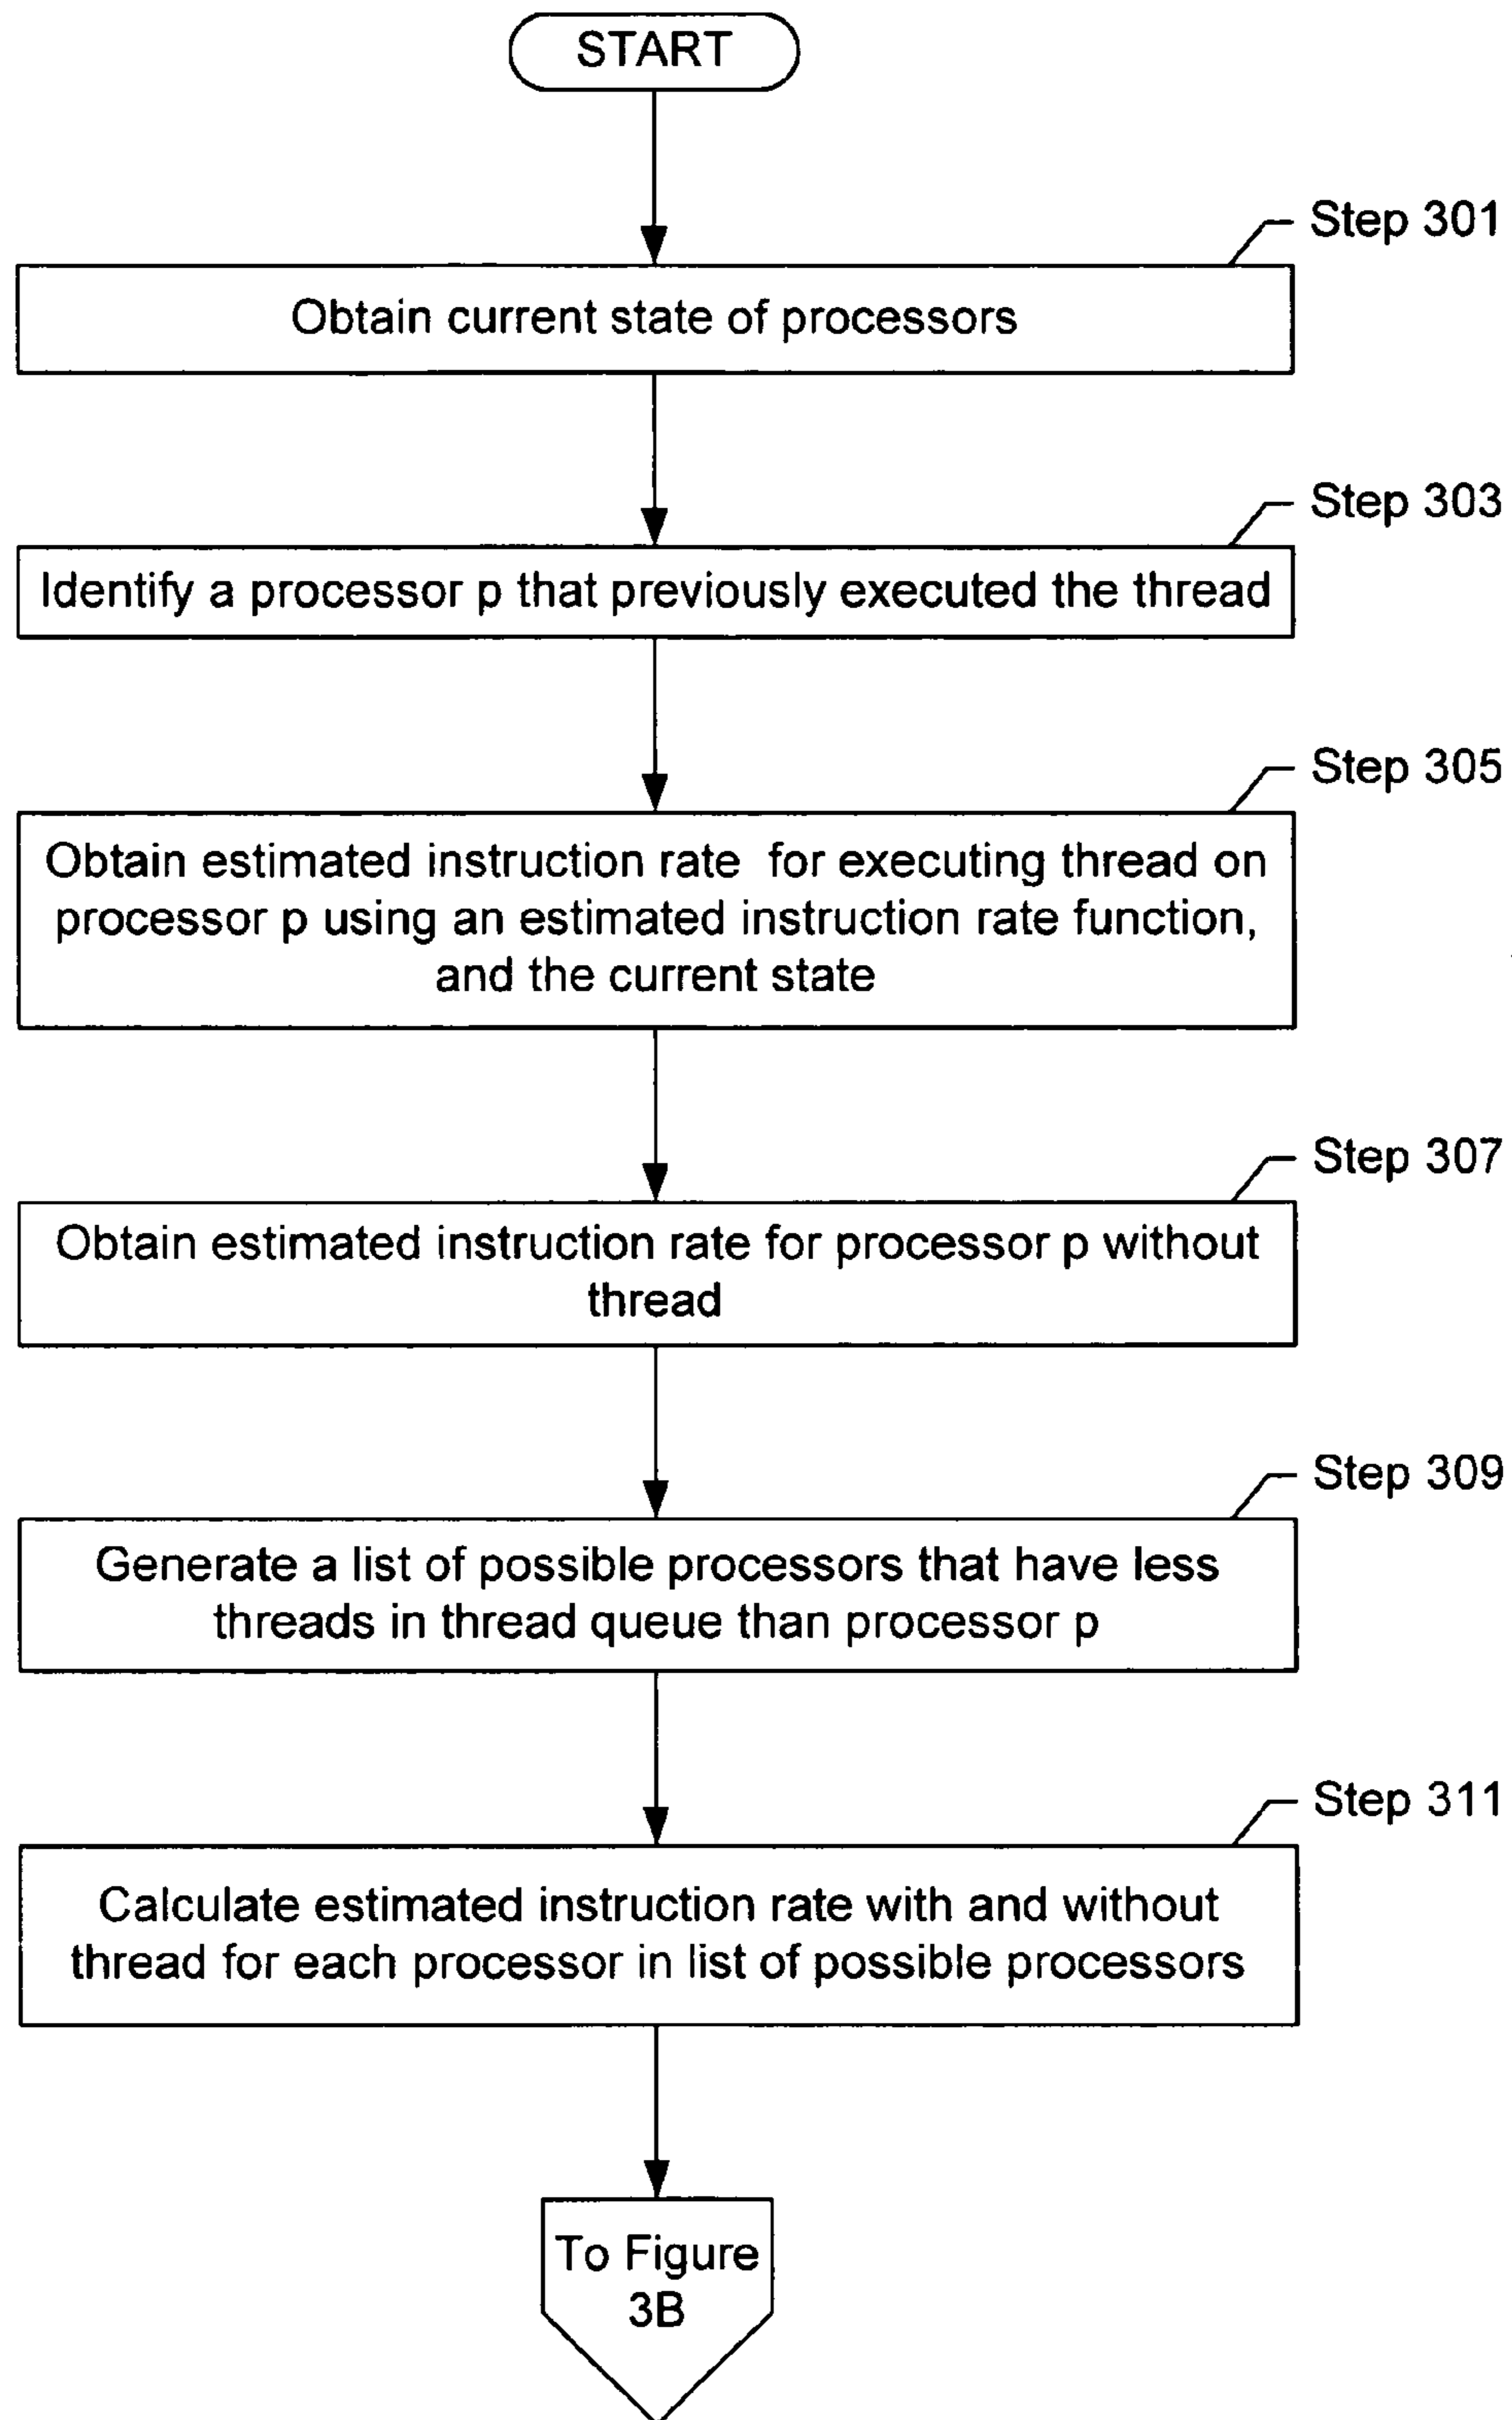 START
Step 301
Obtain current state of processors
Step 303
Identify a processor p that previously executed the thread
Step 305
Obtain estimated instruction rate for executing thread on
processor p using an estimated instruction rate function,
and the current state
Step 307
Obtain estimated instruction rate for processor p without
thread
Step 309
Generate a list of possible processors that have less
threads in thread queue than processor p
Step 311
Calculate estimated instruction rate with and without
thread for each processor in list of possible processors
To Figure
3B